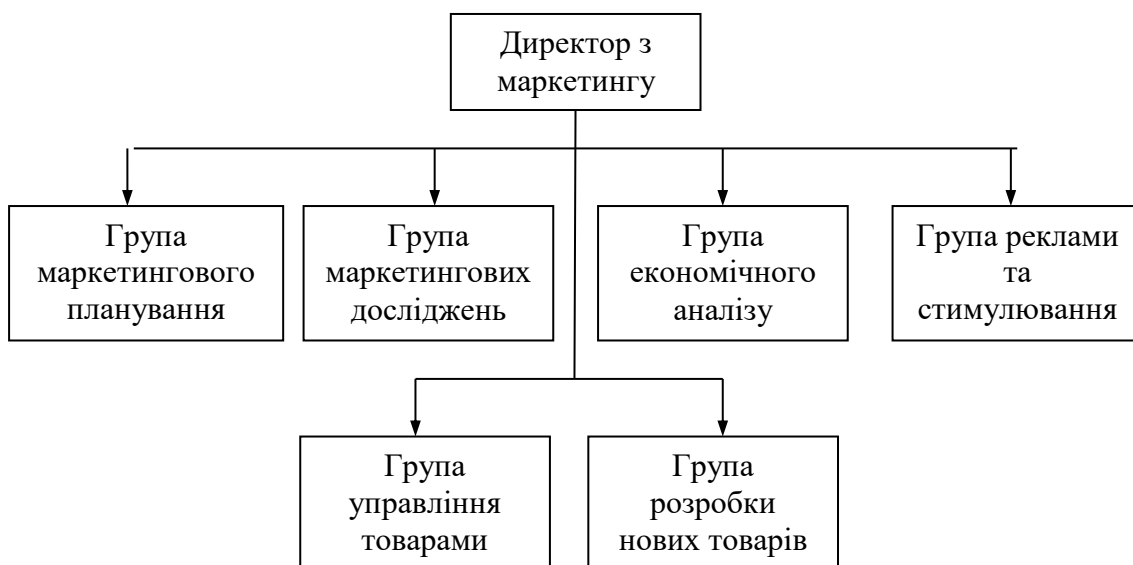 Директор з
маркетингу
Група
маркетингового
планування
Група
маркетингових
досліджень
Група
економічного
аналізу
Група реклами
та
стимулювання
Група
управління
товарами
Група
розробки
нових товарів